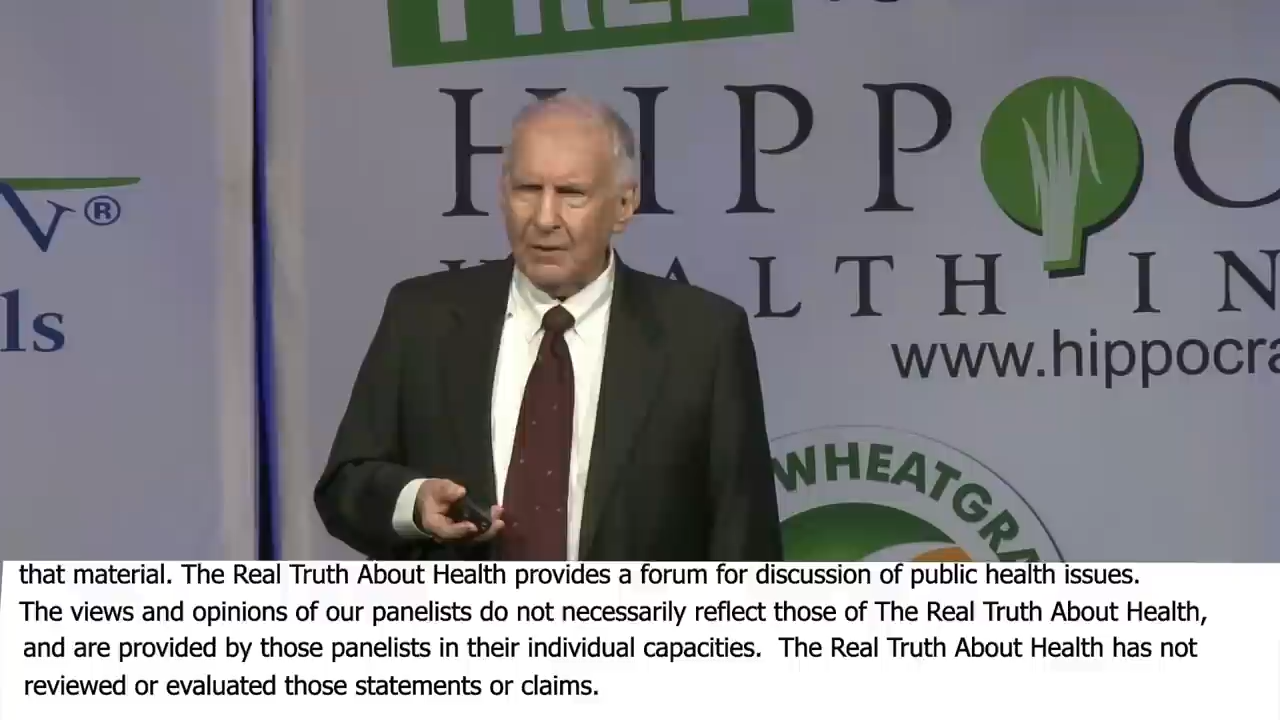 FREE
HIPPOC
HEALTH IN
www.hippocra
WHEATGRA
V®
ls
that material. The Real Truth About Health provides a forum for discussion of public health issues.
The views and opinions of our panelists do not necessarily reflect those of The Real Truth About Health,
and are provided by those panelists in their individual capacities. The Real Truth About Health has not
reviewed or evaluated those statements or claims.